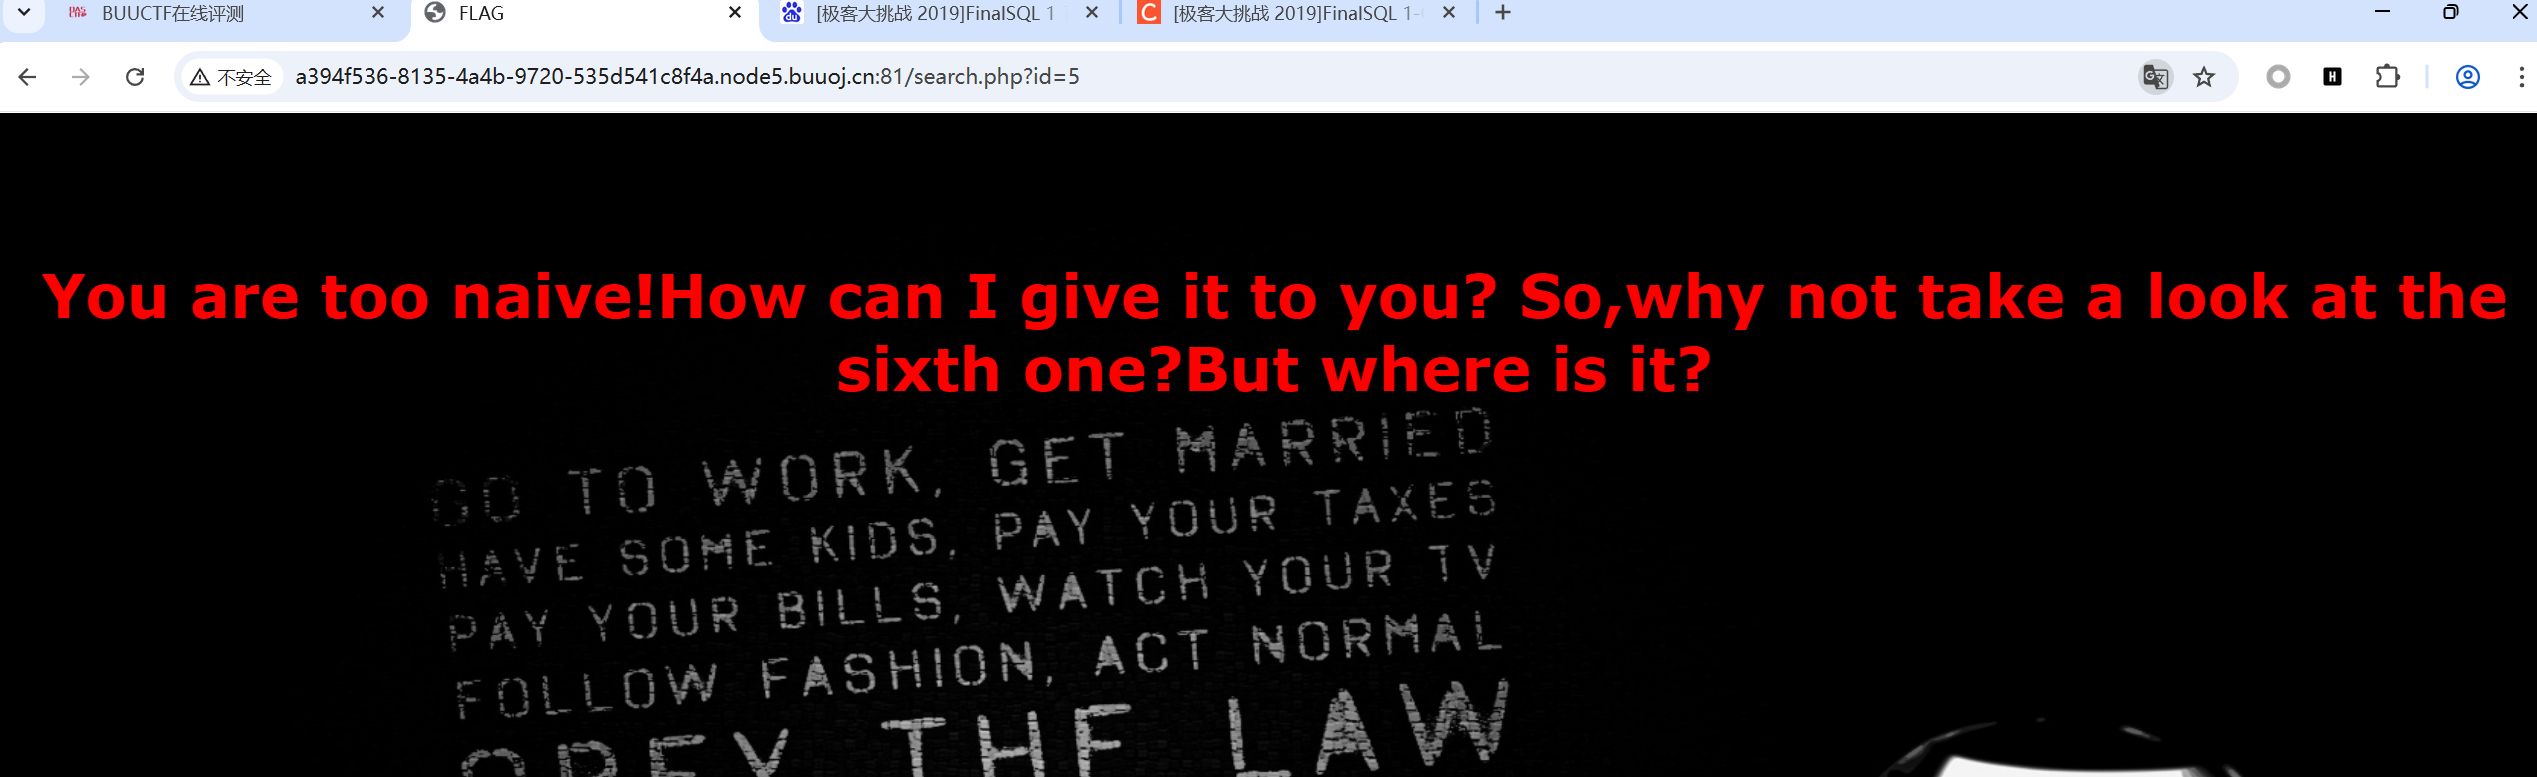 BUUCTF在线评测
FLAG
[极客大挑战 2019]FinalSQL 1
[极客大挑战 2019]FinalSQL 1-
不安全
a394f536-8135-4a4b-9720-535d541c8f4a.node5.buuoj.cn:81/search.php?id=5
You are too naive!How can I give it to you? So,why not take a look at the
sixth one?But where is it?
GO TO WORK, GET MARRIED
HAVE SOME KIDS, PAY YOUR TAXES
PAY YOUR BILLS, WATCH YOUR TV
FOLLOW FASHION, ACT NORMAL
OBEY THE LAW